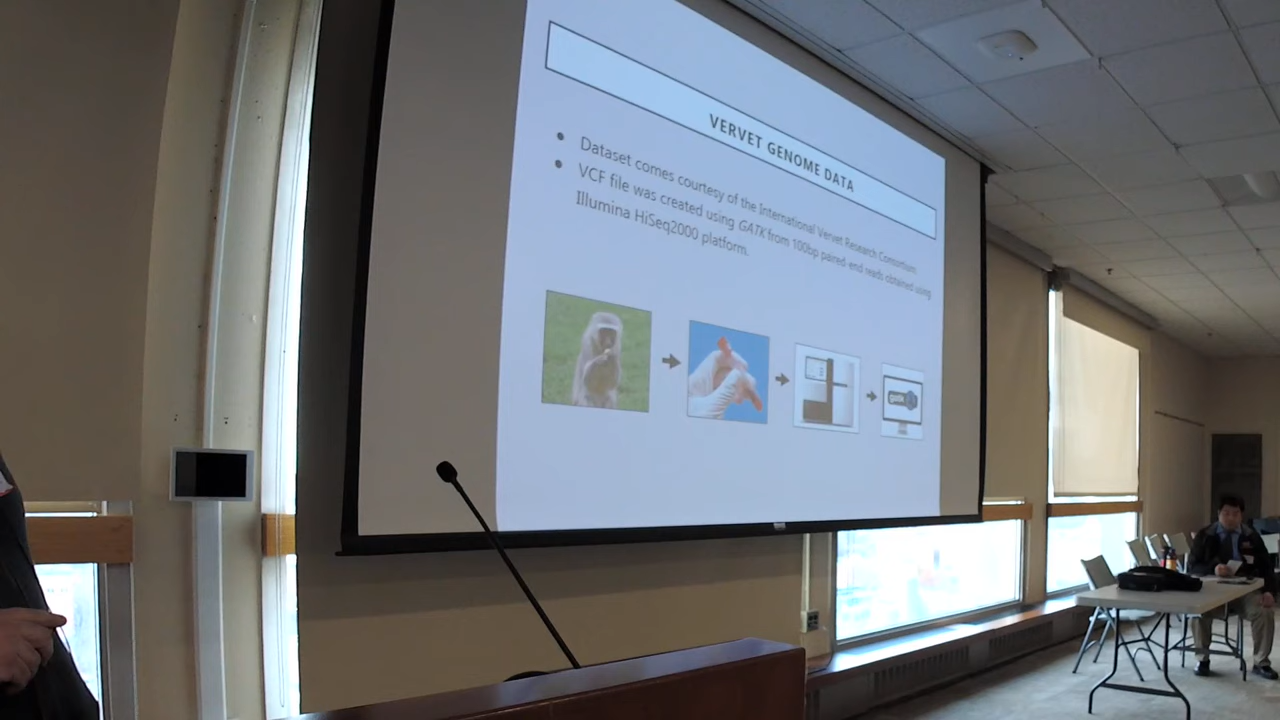 VERVET GENOME DATA
Dataset comes courtesy of the International Vervet Research Consortium.
VCF file was created using GATK from 100bp paired-end reads obtained using
Illumina HiSeq2000 platform.
gatk